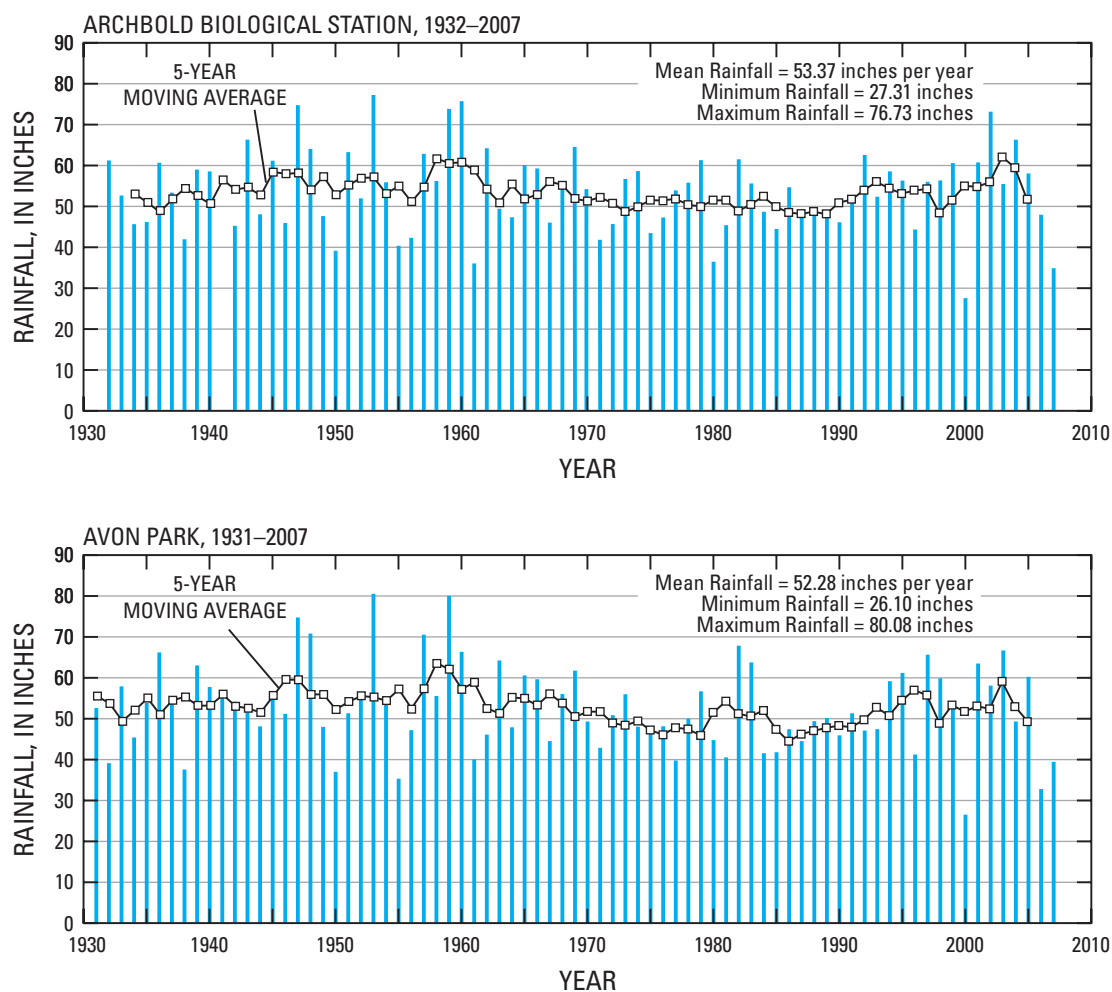 ARCHBOLD BIOLOGICAL STATION, 1932–2007
90
80
70
60
50
40
30
20
10
0
RAINFALL, IN INCHES
5-YEAR
MOVING AVERAGE
Mean Rainfall = 53.37 inches per year
Minimum Rainfall = 27.31 inches
Maximum Rainfall = 76.73 inches
1930 1940 1950 1960 1970 1980 1990 2000 2010
YEAR
AVON PARK, 1931–2007
90
80
70
60
50
40
30
20
10
0
RAINFALL, IN INCHES
5-YEAR
MOVING AVERAGE
Mean Rainfall = 52.28 inches per year
Minimum Rainfall = 26.10 inches
Maximum Rainfall = 80.08 inches
1930 1940 1950 1960 1970 1980 1990 2000 2010
YEAR